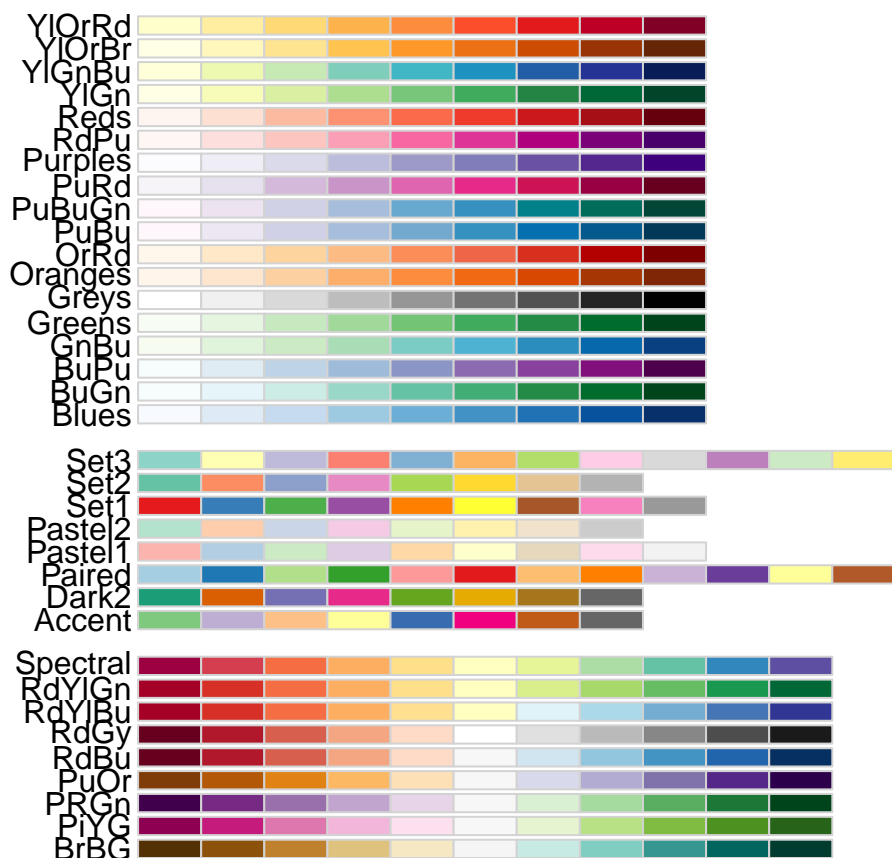 YlOrRd
YlOrBr
YlGnBu
YlGn
Reds
RdPu
Purples
PuRd
PuBuGn
PuBu
OrRd
Oranges
Greys
Greens
GnBu
BuPu
BuGn
Blues
Set3
Set2
Set1
Pastel2
Pastel1
Paired
Dark2
Accent
Spectral
RdYlGn
RdYlBu
RdGy
RdBu
PuOr
PRGn
PiYG
BrBG